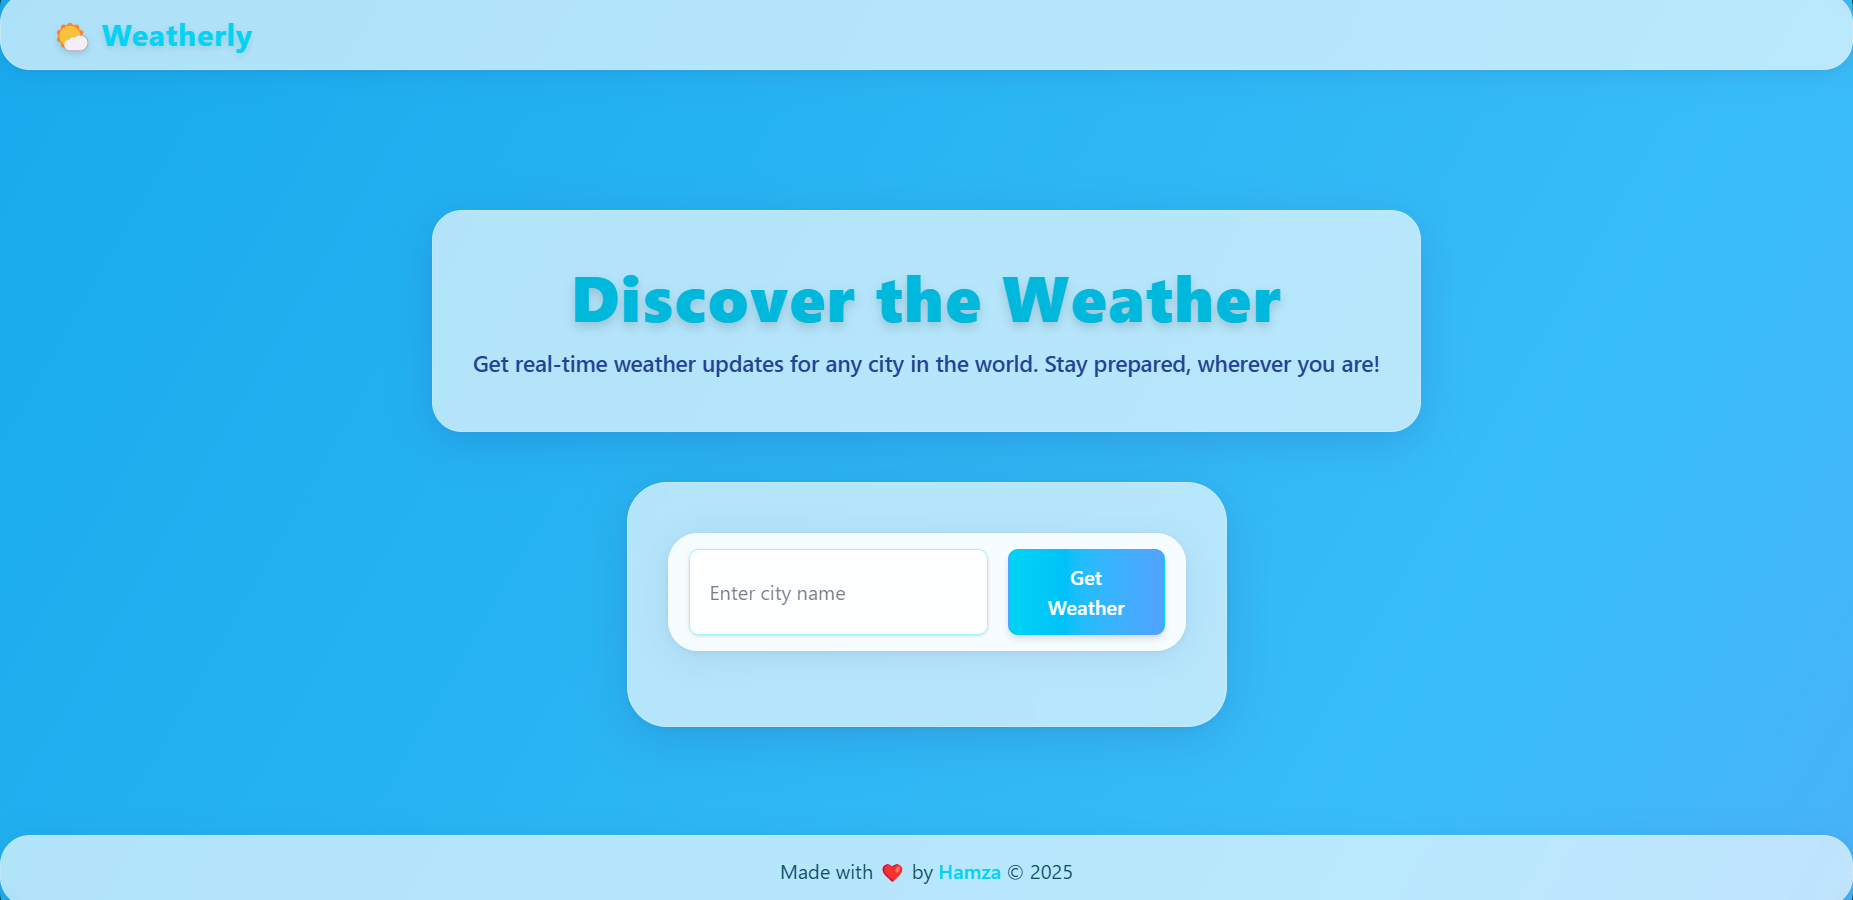 Weatherly
Discover the Weather
Get real-time weather updates for any city in the world. Stay prepared, wherever you are!
Enter city name
Get
Weather
Made with ❤️ by Hamza © 2025